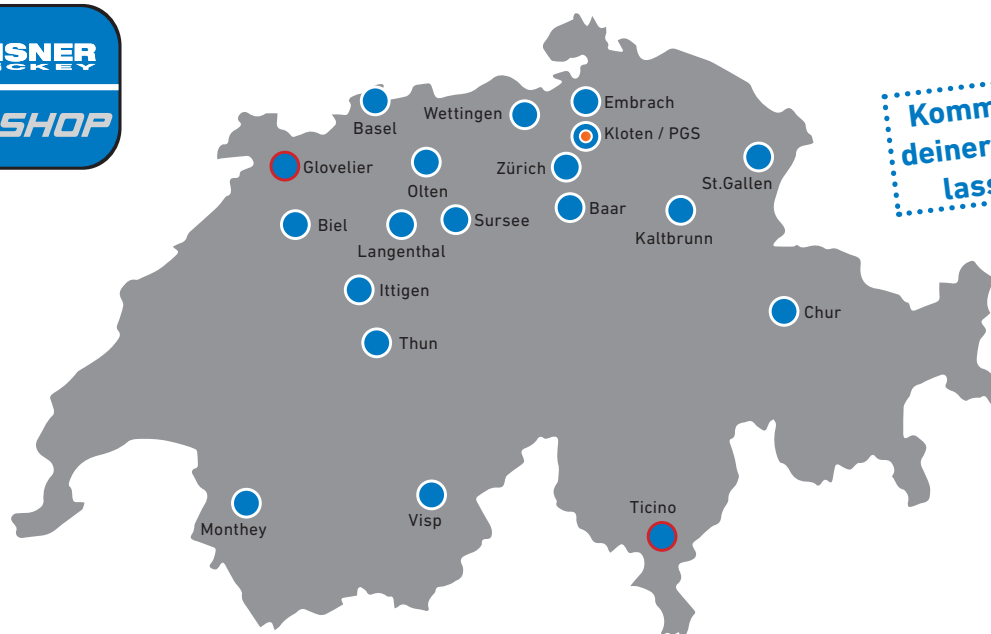 SHOP
Basel
Wettingen
Embrach
Kloten / PGS
Glovelier
Olten
Zürich
St.Gallen
Biel
Langenthal
Sursee
Baar
Kaltbrunn
Ittigen
Thun
Chur
Monthey
Visp
Ticino
deiner